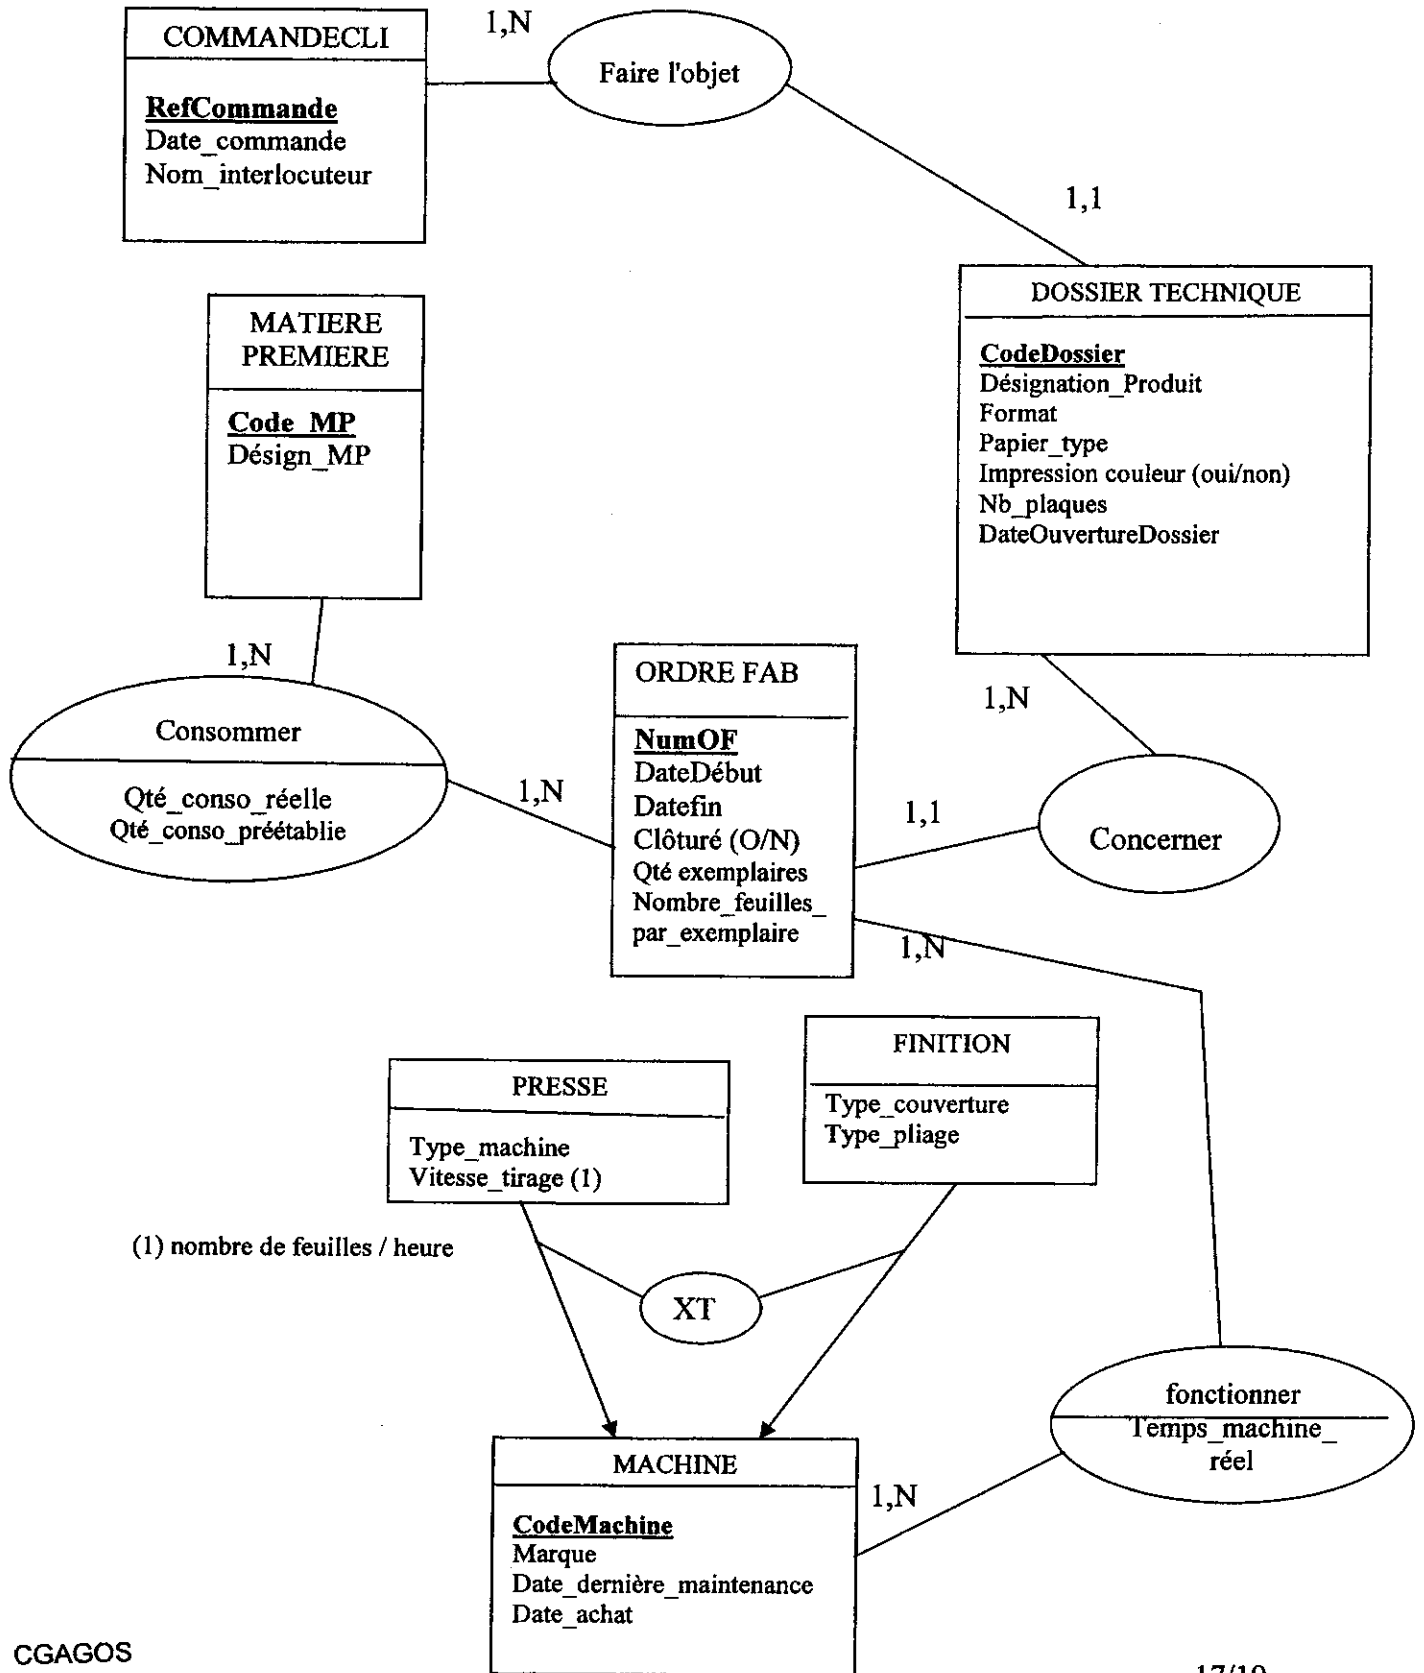 COMMANDECLI
RefCommande
Date_commande
Nom_interlocuteur
1,N
Faire l'objet
1,1
DOSSIER TECHNIQUE
CodeDossier
Désignation_Produit
Format
Papier_type
Impression couleur (oui/non)
Nb_plaques
DateOuvertureDossier
MATIERE
PREMIERE
Code_MP
Désign_MP
1,N
Consommer
Qté_conso_réelle
Qté_conso_préétablie
1,N
ORDRE FAB
NumOF
DateDébut
Datefin
Clôturé (O/N)
Qté exemplaires
Nombre_feuilles_
par_exemplaire
1,N
1,1
Concerner
1,N
PRESSE
Type_machine
Vitesse_tirage (1)
FINITION
Type_couverture
Type_pliage
(1) nombre de feuilles / heure
XT
fonctionner
Temps_machine_
réel
MACHINE
CodeMachine
Marque
Date_dernière_maintenance
Date_achat
1,N
CGAGOS